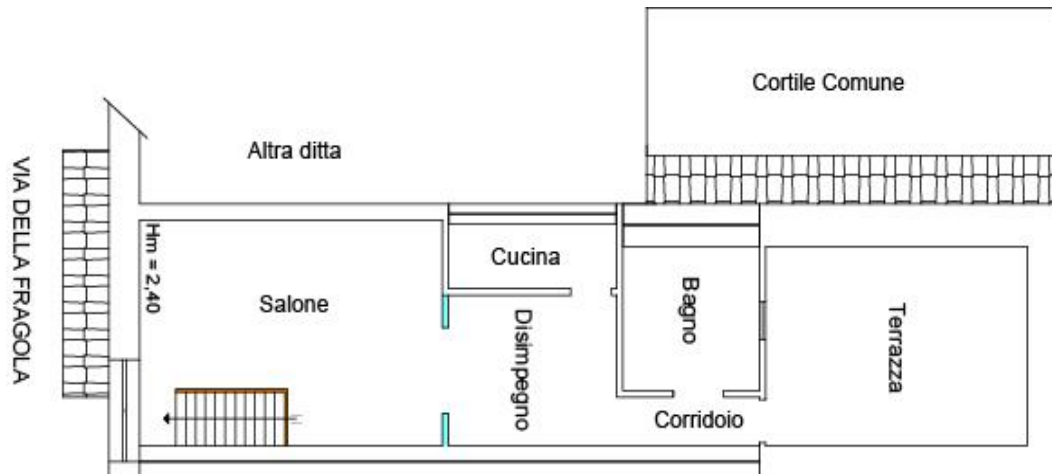 Cortile Comune
Altra ditta
VIA DELLA FRAGOLA
Hm = 2,40
Salone
Cucina
Disimpegno
Bagno
Terrazza
Corridoio